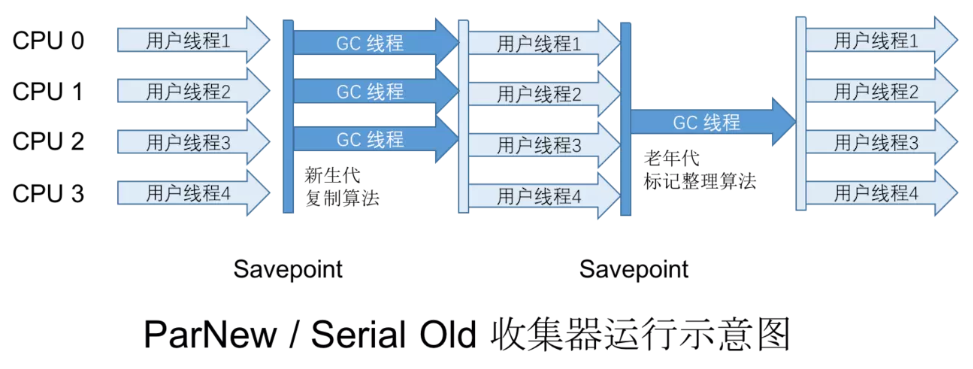 CPU 0 用户线程1 GC 线程 用户线程1 用户线程1
CPU 1 用户线程2 GC 线程 用户线程2 用户线程2
CPU 2 用户线程3 GC 线程 用户线程3 GC 线程 用户线程3
CPU 3 用户线程4 用户线程4 用户线程4
新生代
复制算法
老年代
标记整理算法
Savepoint Savepoint
ParNew / Serial Old 收集器运行示意图